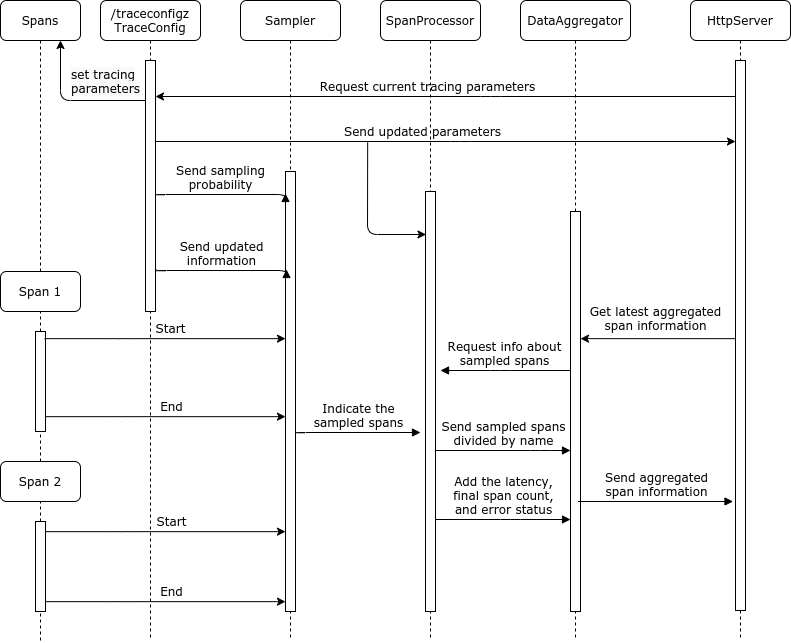 Spans
/traceconfigz
TraceConfig
Sampler
SpanProcessor
DataAggregator
HttpServer
set tracing
parameters
Request current tracing parameters
Send updated parameters
Send sampling
probability
Send updated
information
Span 1
Get latest aggregated
span information
Start
Request info about
sampled spans
End
Indicate the
sampled spans
Send sampled spans
divided by name
Span 2
Add the latency,
final span count,
and error status
Send aggregated
span information
Start
End